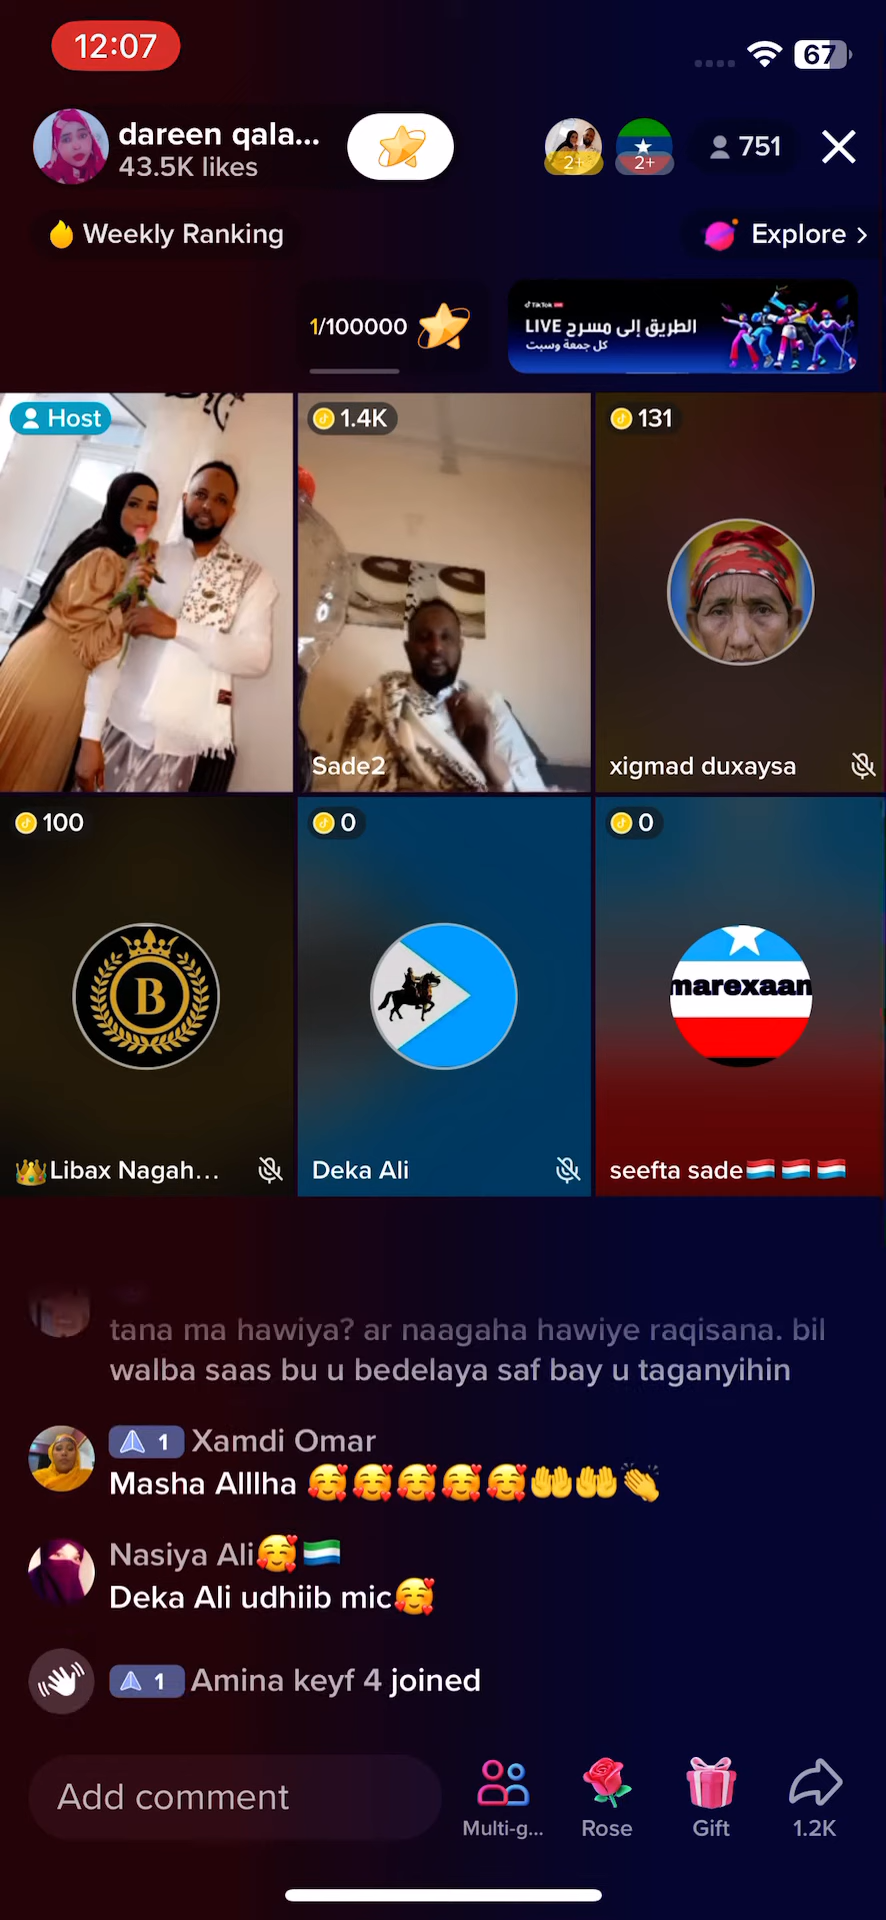 12:07
67
dareen qala...
43.5K likes
2+
2+
751
Weekly Ranking
Explore >
1/100000
TikTok LIVE
الطريق إلى مسرح LIVE
كل جمعة وسبت
Host
1.4K
131
Sade2
xigmad duxaysa
100
0
0
B
marexaan
👑Libax Nagah...
Deka Ali
seefta sade🇱🇺🇱🇺🇱🇺
tana ma hawiya? ar naagaha hawiye raqisana. bil
walba saas bu u bedelaya saf bay u taganyihin
1 Xamdi Omar
Masha Alllha 🥰🥰🥰🥰🥰🤲🤲👏
Nasiya Ali🥰🇸🇱
Deka Ali udhiib mic🥰
1 Amina keyf 4 joined
Add comment
Multi-g...
Rose
Gift
1.2K